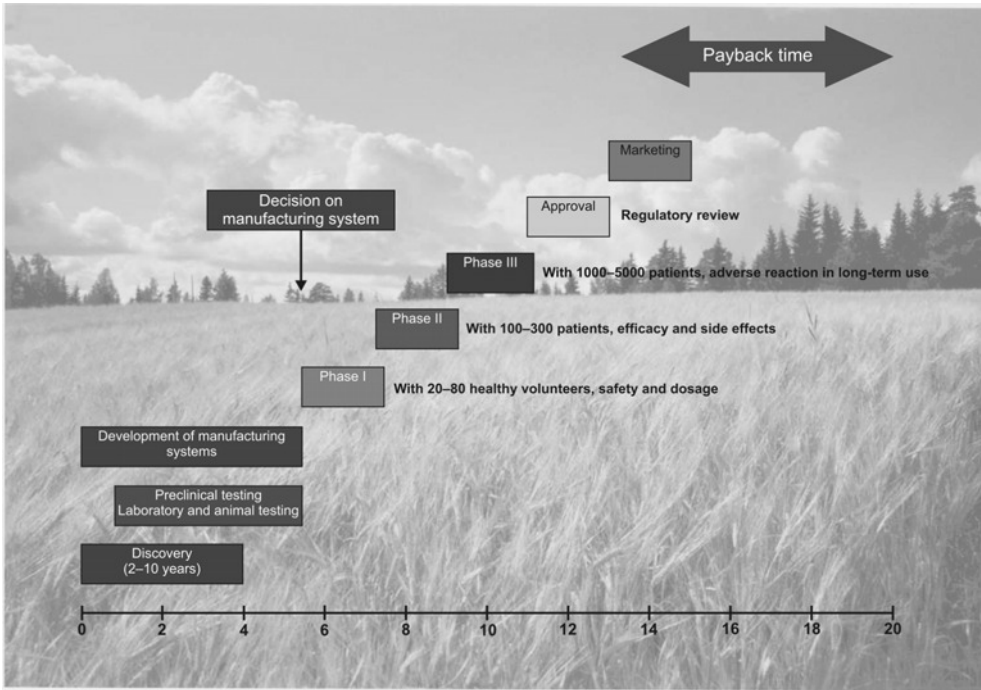 Payback time
Marketing
Decision on
manufacturing system
Approval
Regulatory review
Phase III
With 1000–5000 patients, adverse reaction in long-term use
Phase II
With 100–300 patients, efficacy and side effects
Phase I
With 20–80 healthy volunteers, safety and dosage
Development of manufacturing
systems
Preclinical testing
Laboratory and animal testing
Discovery
(2–10 years)
0 2 4 6 8 10 12 14 16 18 20